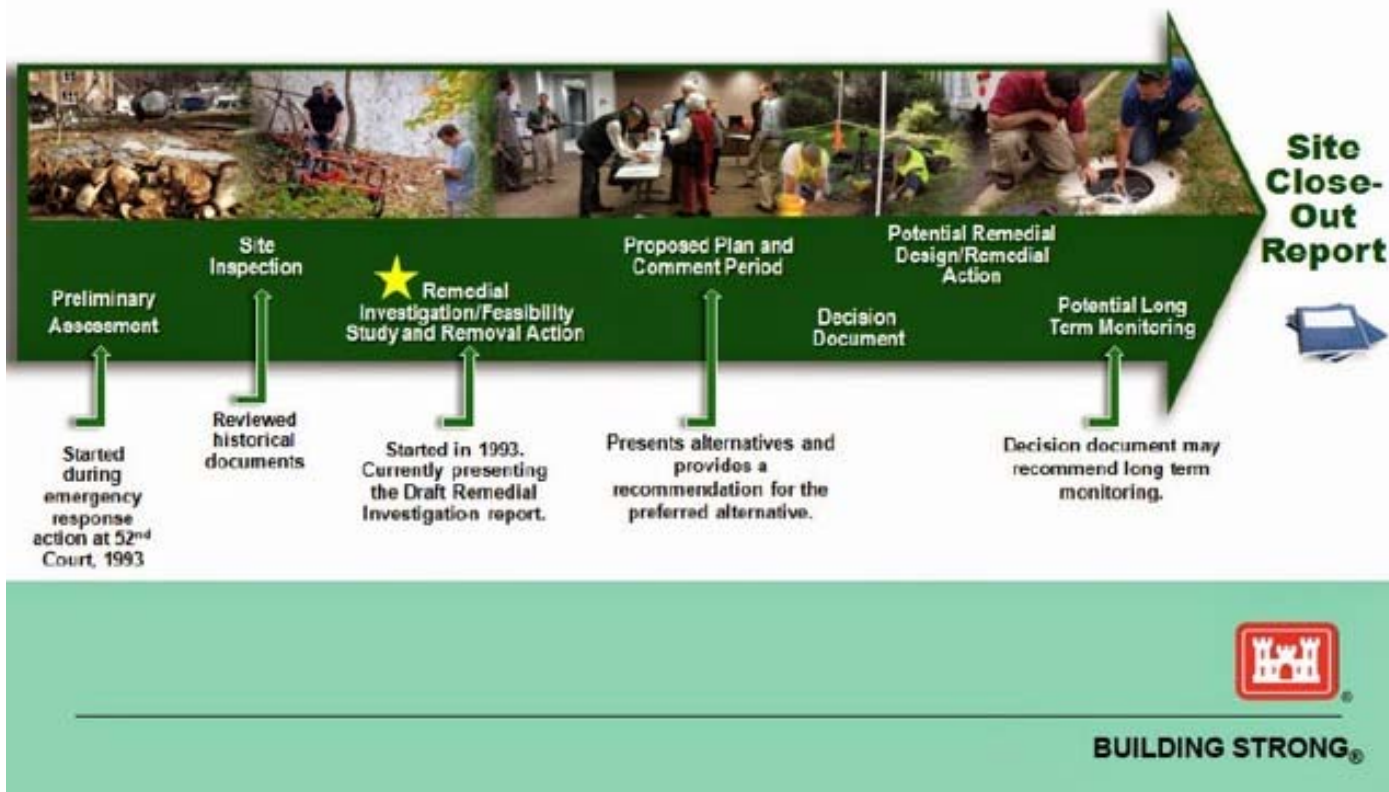 Preliminary
Assessment
Site
Inspection
Remedial
Investigation/Feasibility
Study and Removal Action
Proposed Plan and
Comment Period
Decision
Document
Potential Remedial
Design/Remedial
Action
Potential Long
Term Monitoring
Site
Close-
Out
Report
Started
during
emergency
response
action at 52nd
Court, 1993
Reviewed
historical
documents
Started in 1993.
Currently presenting
the Draft Remedial
Investigation report.
Presents alternatives and
provides a
recommendation for the
preferred alternative.
Decision document may
recommend long term
monitoring.
®
BUILDING STRONG®